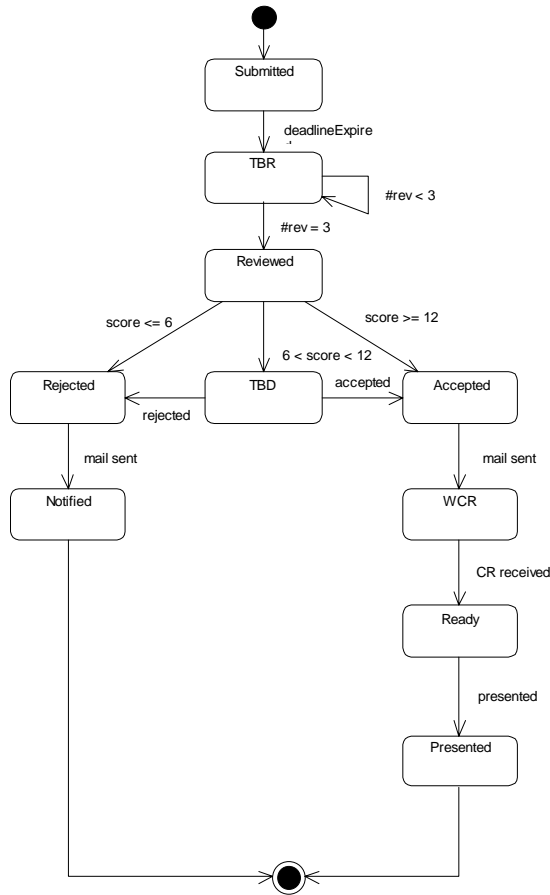 Submitted
deadlineExpire
TBR
#rev < 3
#rev = 3
Reviewed
score <= 6
score >= 12
6 < score < 12
Rejected
TBD
accepted
Accepted
rejected
mail sent
mail sent
Notified
WCR
CR received
Ready
presented
Presented